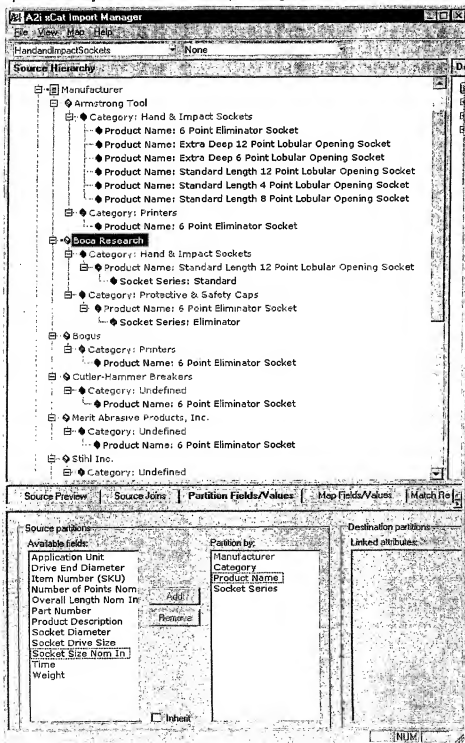 A2i xCat Import Manager
File View Map Help
HandandImpactSockets None
Source Hierarchy
Manufacturer
Armstrong Tool
Category: Hand & Impact Sockets
Product Name: 6 Point Eliminator Socket
Product Name: Extra Deep 12 Point Lobular Opening Socket
Product Name: Extra Deep 6 Point Lobular Opening Socket
Product Name: Standard Length 12 Point Lobular Opening Socket
Product Name: Standard Length 4 Point Lobular Opening Socket
Product Name: Standard Length 8 Point Lobular Opening Socket
Category: Printers
Product Name: 6 Point Eliminator Socket
Boca Research
Category: Hand & Impact Sockets
Product Name: Standard Length 12 Point Lobular Opening Socket
Socket Series: Standard
Category: Protective & Safety Caps
Product Name: 6 Point Eliminator Socket
Socket Series: Eliminator
Bogus
Category: Printers
Product Name: 6 Point Eliminator Socket
Cutler-Hammer Breakers
Category: Undefined
Product Name: 6 Point Eliminator Socket
Merit Abrasive Products, Inc.
Category: Undefined
Product Name: 6 Point Eliminator Socket
Stihl Inc.
Category: Undefined
Source Preview Source Joins Partition Fields/Values Map Fields/Values Match Re
Source partitions
Available fields:
Application Unit
Drive End Diameter
Item Number (SKU)
Number of Points Nom
Overall Length Nom In
Part Number
Product Description
Socket Diameter
Socket Drive Size
Socket Size Nom In
Time
Weight
Add
Remove
Inherit
Partition by:
Manufacturer
Category
Product Name
Socket Series
Destination partitions
Linked attributes:
NUM